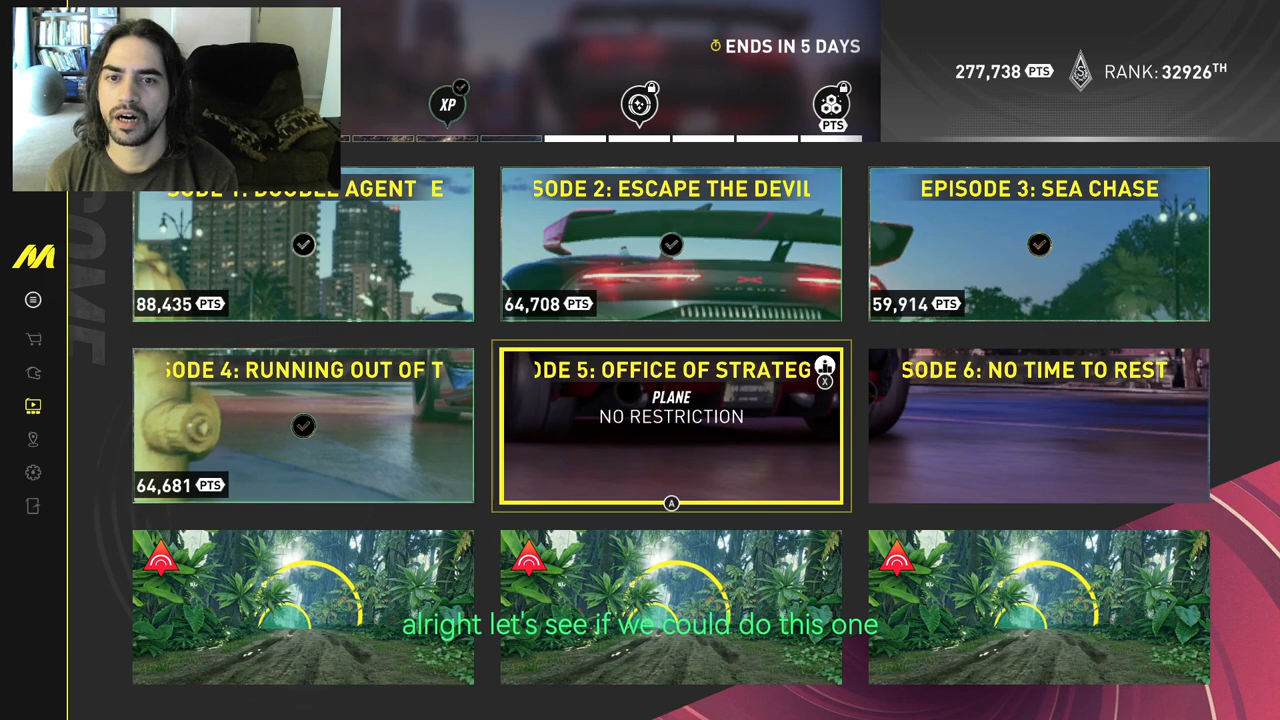 ENDS IN 5 DAYS
277,738 PTS
RANK: 32926TH
XP
PTS
SODE 1: DOUBLE AGENT E
88,435 PTS
SODE 2: ESCAPE THE DEVIL
64,708 PTS
EPISODE 3: SEA CHASE
59,914 PTS
SODE 4: RUNNING OUT OF T
64,681 PTS
ODE 5: OFFICE OF STRATEG
X
PLANE
NO RESTRICTION
A
SODE 6: NO TIME TO REST
alright let's see if we could do this one